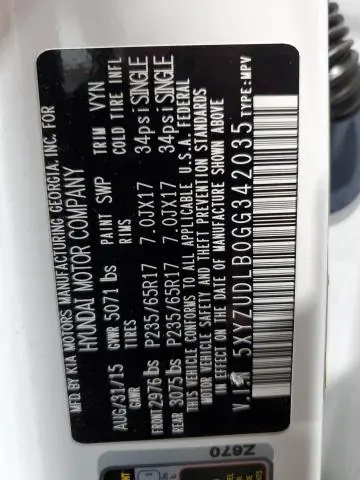 MFD. BY KIA MOTORS MANUFACTURING GEORGIA, INC. FOR
HYUNDAI MOTOR COMPANY
AUG/31/15 GVWR 5071 lbs PAINT SWP TRIM VYN
GAWR TIRES RIMS COLD TIRE INFL
FRONT 2976 lbs P235/65R17 7.0JX17 34psi SINGLE
REAR 3075 lbs P235/65R17 7.0JX17 34psi SINGLE
THIS VEHICLE CONFORMS TO ALL APPLICABLE U.S.A. FEDERAL
MOTOR VEHICLE SAFETY AND THEFT PREVENTION
STANDARDS IN EFFECT ON THE DATE OF MANUFACTURE SHOWN ABOVE
V.I.N: 5XYZUDLB0GG342035 TYPE:MPV
Z670